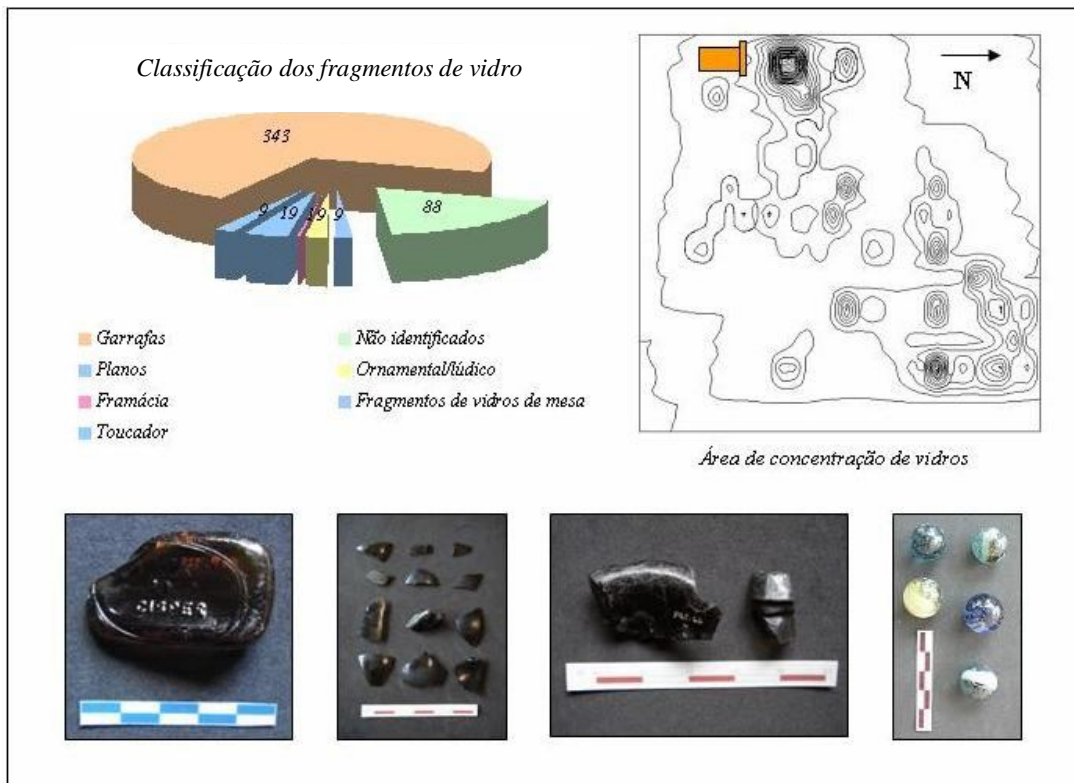 Classificação dos fragmentos de vidro
343
88
9
19
19
9
Garrafas
Planos
Framácia
Toucador
Não identificados
Ornamental/lúdico
Fragmentos de vidros de mesa
N
Área de concentração de vidros
CISPER